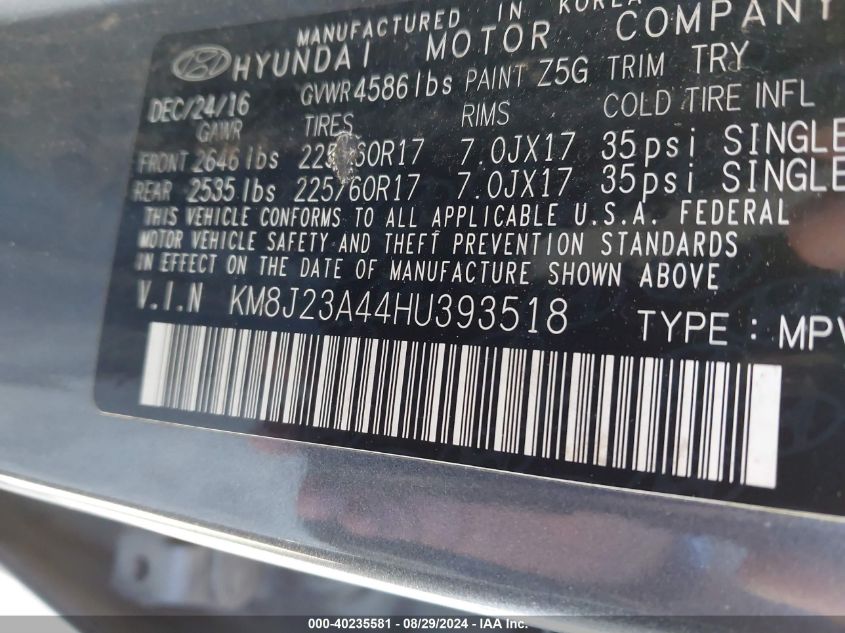 MANUFACTURED IN KOREA
HYUNDAI MOTOR COMPANY
DEC/24/16 GVWR 4586 lbs PAINT Z5G TRIM TRY
GAWR TIRES RIMS COLD TIRE INFL
FRONT 2646 lbs 225/60R17 7.0JX17 35psi SINGLE
REAR 2535 lbs 225/60R17 7.0JX17 35psi SINGLE
THIS VEHICLE CONFORMS TO ALL APPLICABLE U.S.A. FEDERAL
MOTOR VEHICLE SAFETY AND THEFT PREVENTION STANDARDS
IN EFFECT ON THE DATE OF MANUFACTURE SHOWN ABOVE
V.I.N KM8J23A44HU393518 TYPE : MPV
000-40235581 - 08/29/2024 - IAA Inc.